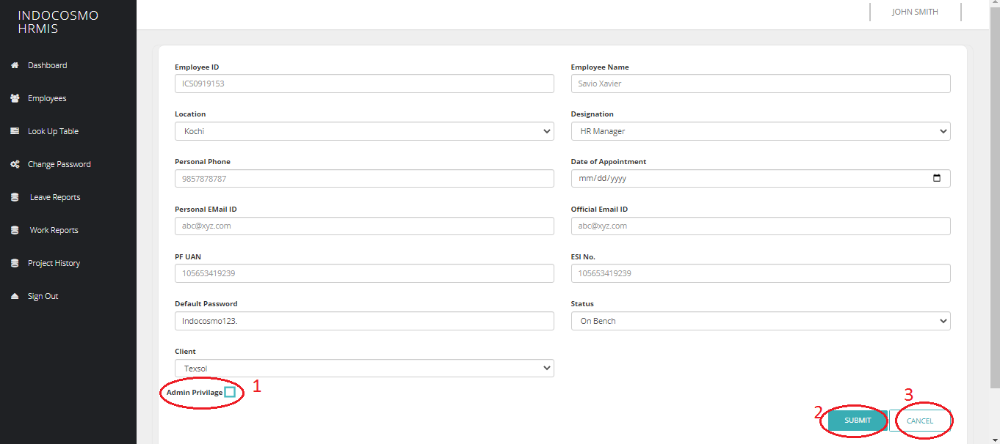 INDOCOSMO
HRMIS
JOHN SMITH
Dashboard
Employees
Look Up Table
Change Password
Leave Reports
Work Reports
Project History
Sign Out
Employee ID
ICS0919153
Employee Name
Savio Xavier
Location
Kochi
Designation
HR Manager
Personal Phone
9857878787
Date of Appointment
mm/dd/yyyy
Personal EMail ID
abc@xyz.com
Official Email ID
abc@xyz.com
PF UAN
105653419239
ESI No.
105653419239
Default Password
Indocosmo123.
Status
On Bench
Client
Texsol
Admin Privilage
1
2
SUBMIT
3
CANCEL